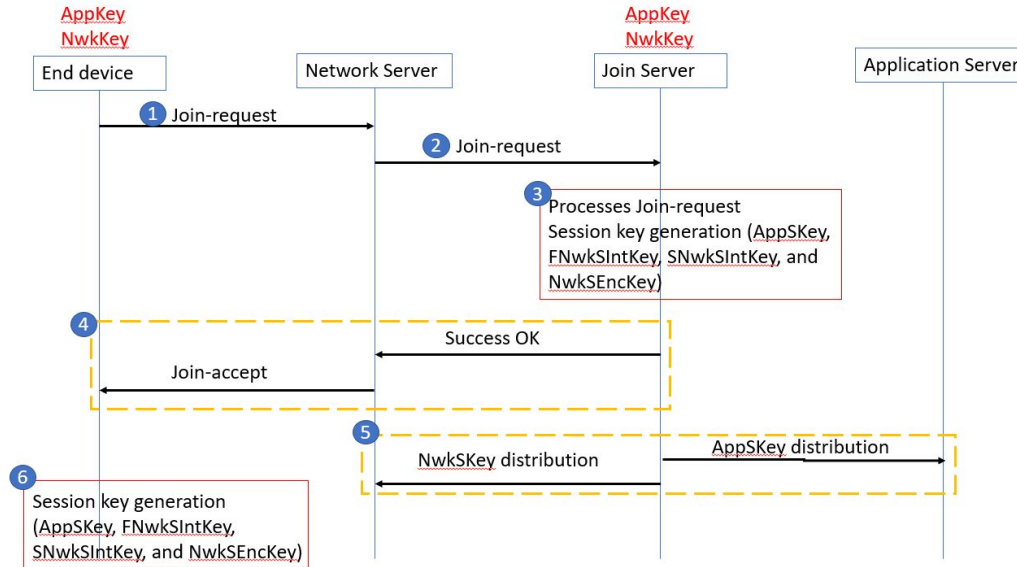 AppKey
NwkKey
AppKey
NwkKey
End device
Network Server
Join Server
Application Server
1 Join-request
2 Join-request
3
Processes Join-request
Session key generation (AppSKey,
FNwkSIntKey, SNwkSIntKey, and
NwkSEncKey)
4
Success OK
Join-accept
5
NwkSKey distribution
AppSKey distribution
6
Session key generation
(AppSKey, FNwkSIntKey,
SNwkSIntKey, and NwkSEncKey)